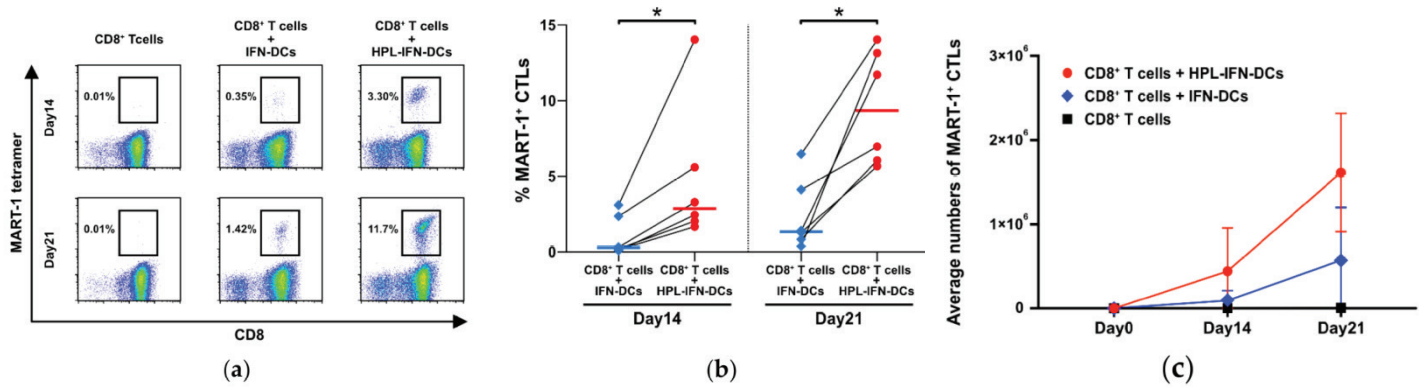 CD8⁺ Tcells
CD8⁺ T cells
+
IFN-DCs
CD8⁺ T cells
+
HPL-IFN-DCs
MART-1 tetramer
Day14
0.01%
0.35%
3.30%
Day21
0.01%
1.42%
11.7%
CD8
(a)
% MART-1⁺ CTLs
15
10
5
0
*
*
CD8⁺ T cells
+
IFN-DCs
CD8⁺ T cells
+
HPL-IFN-DCs
CD8⁺ T cells
+
IFN-DCs
CD8⁺ T cells
+
HPL-IFN-DCs
Day14
Day21
(b)
Average numbers of MART-1⁺ CTLs
3×10⁶
2×10⁶
1×10⁶
0
CD8⁺ T cells + HPL-IFN-DCs
CD8⁺ T cells + IFN-DCs
CD8⁺ T cells
Day0
Day14
Day21
(c)